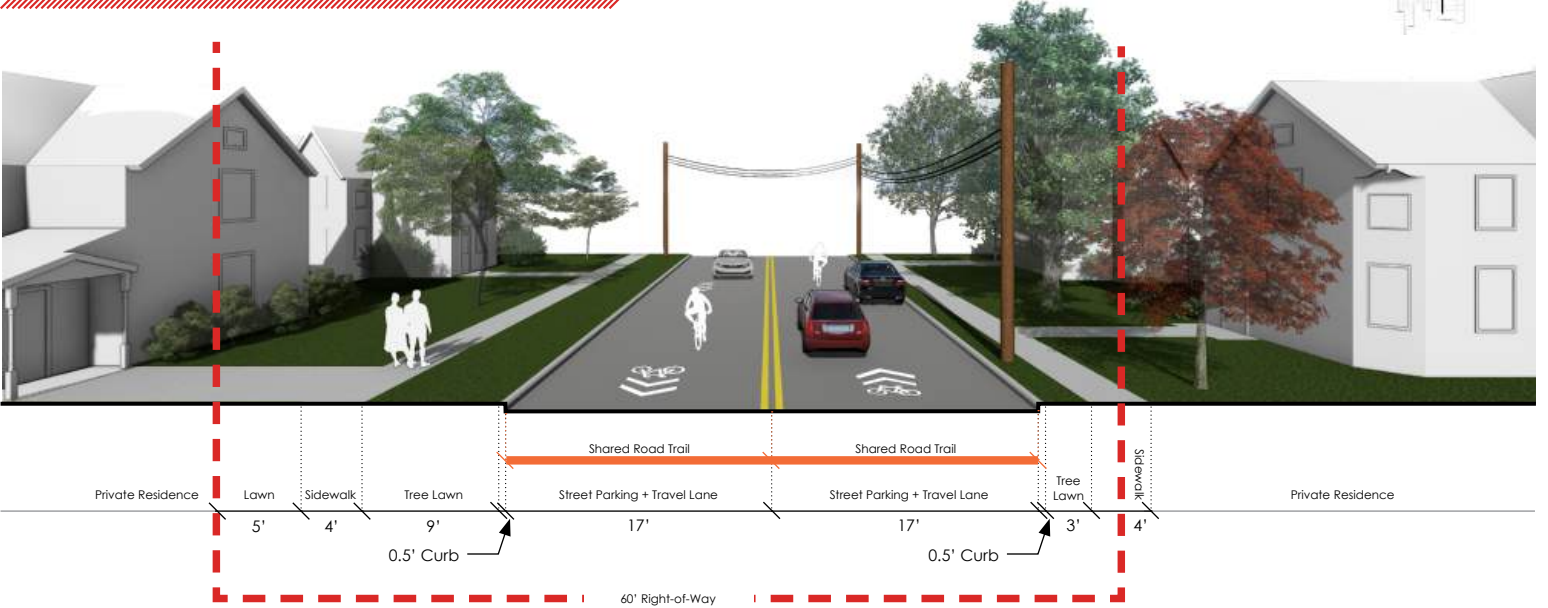 Shared Road Trail
Shared Road Trail
Private Residence
Lawn
Sidewalk
Tree Lawn
Street Parking + Travel Lane
Street Parking + Travel Lane
Tree
Lawn
Sidewalk
Private Residence
5’
4’
9’
17’
17’
3’
4’
0.5’ Curb
0.5’ Curb
60’ Right-of-Way